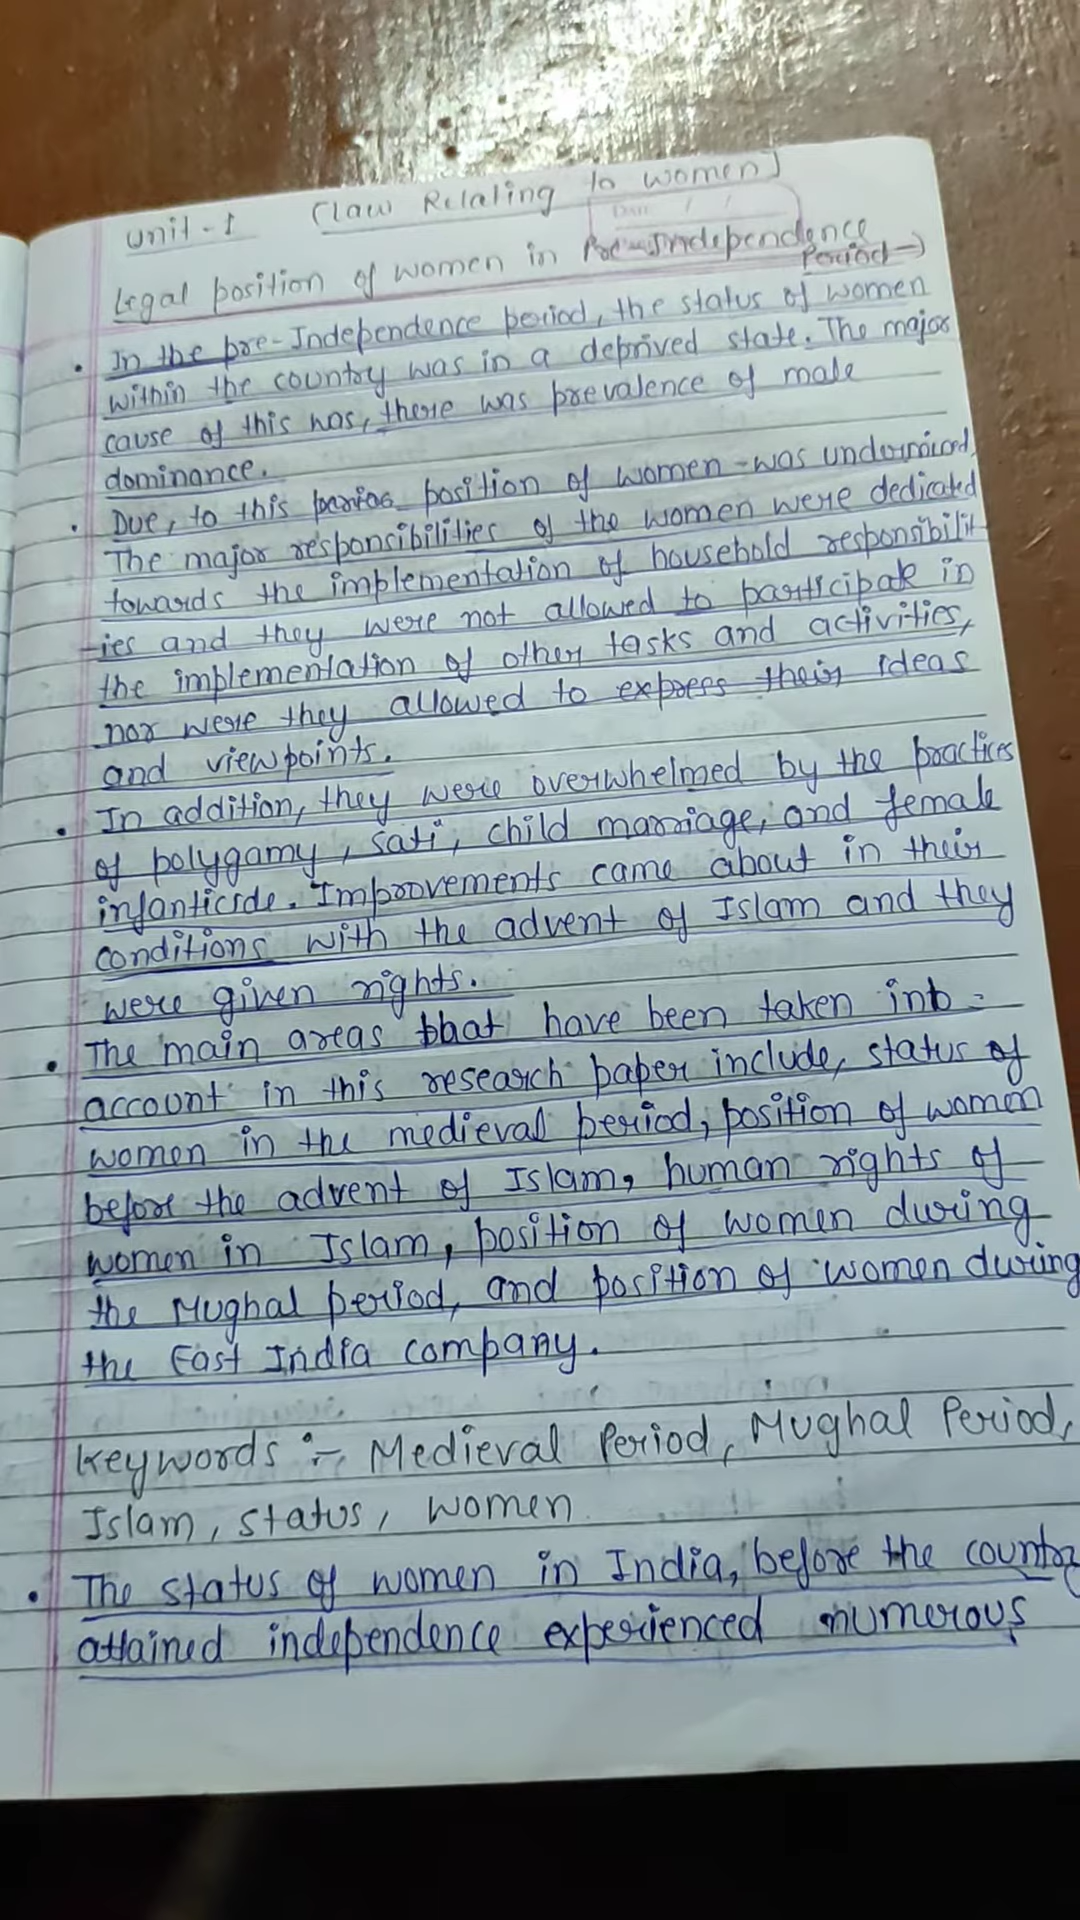 Unit - 1 (Law Relating to women)
Legal position of women in Pre-Independence
Period →
• In the pre-Independence period, the status of women
within the country was in a deprived state. The major
cause of this was, there was prevalence of male
dominance.
• Due, to this position of women - was undermined.
The major responsibilities of the women were dedicated
towards the implementation of household responsibilit-
-ies and they were not allowed to participate in
the implementation of other tasks and activities,
nor were they allowed to express their ideas
and viewpoints.
• In addition, they were overwhelmed by the practices
of polygamy, sati, child marriage, and female
infanticide. Improvements came about in their
conditions with the advent of Islam and they
were given rights.
• The main areas that have been taken into -
account in this research paper include, status of
women in the medieval period, position of women
before the advent of Islam, human rights of
women in Islam, position of women during
the Mughal period, and position of women during
the East India company.
Keywords :- Medieval Period, Mughal Period,
Islam, status, women
• The status of women in India, before the country
attained independence experienced numerous